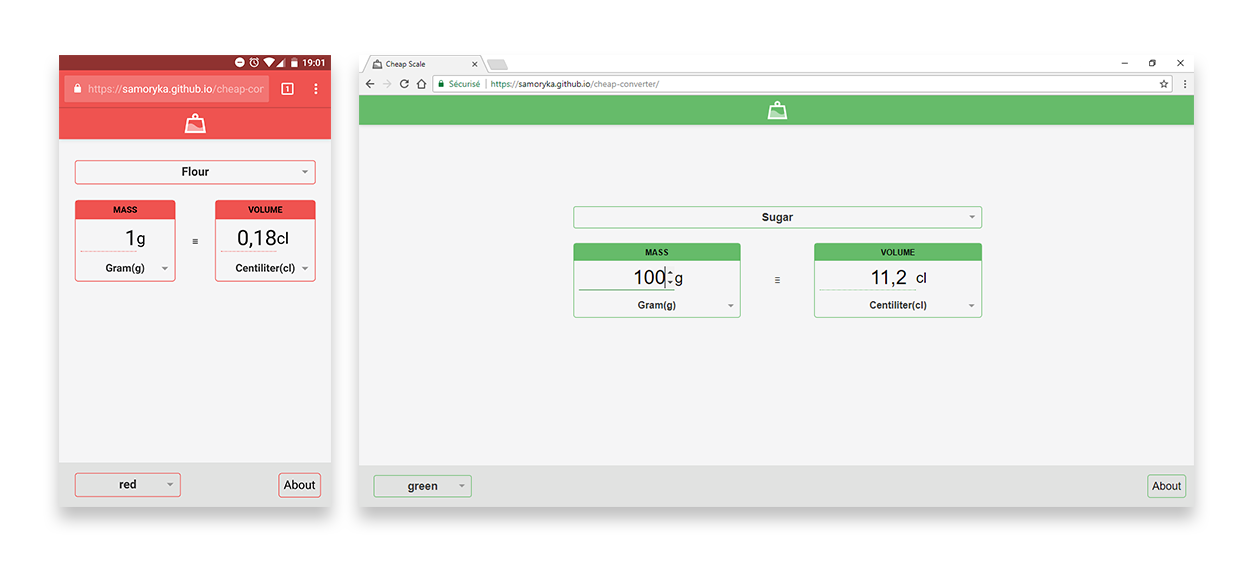 19:01
https://samoryka.github.io/cheap-con
1
Flour
MASS
VOLUME
1g
≡
0,18cl
Gram(g)
Centiliter(cl)
red
About
Cheap Scale
Sécurisé
https://samoryka.github.io/cheap-converter/
Sugar
MASS
VOLUME
100 g
≡
11,2 cl
Gram(g)
Centiliter(cl)
green
About